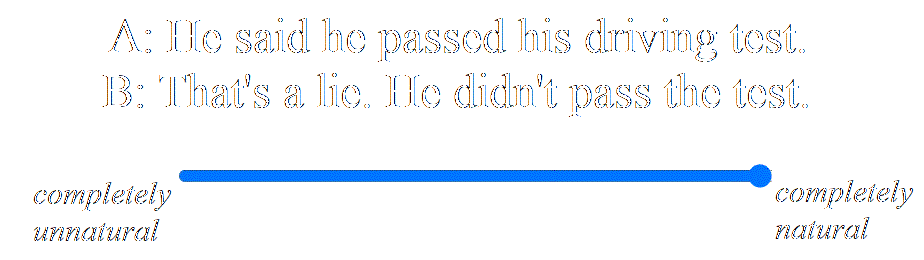 A: He said he passed his driving test.
B: That's a lie. He didn't pass the test.
completely
unnatural
completely
natural